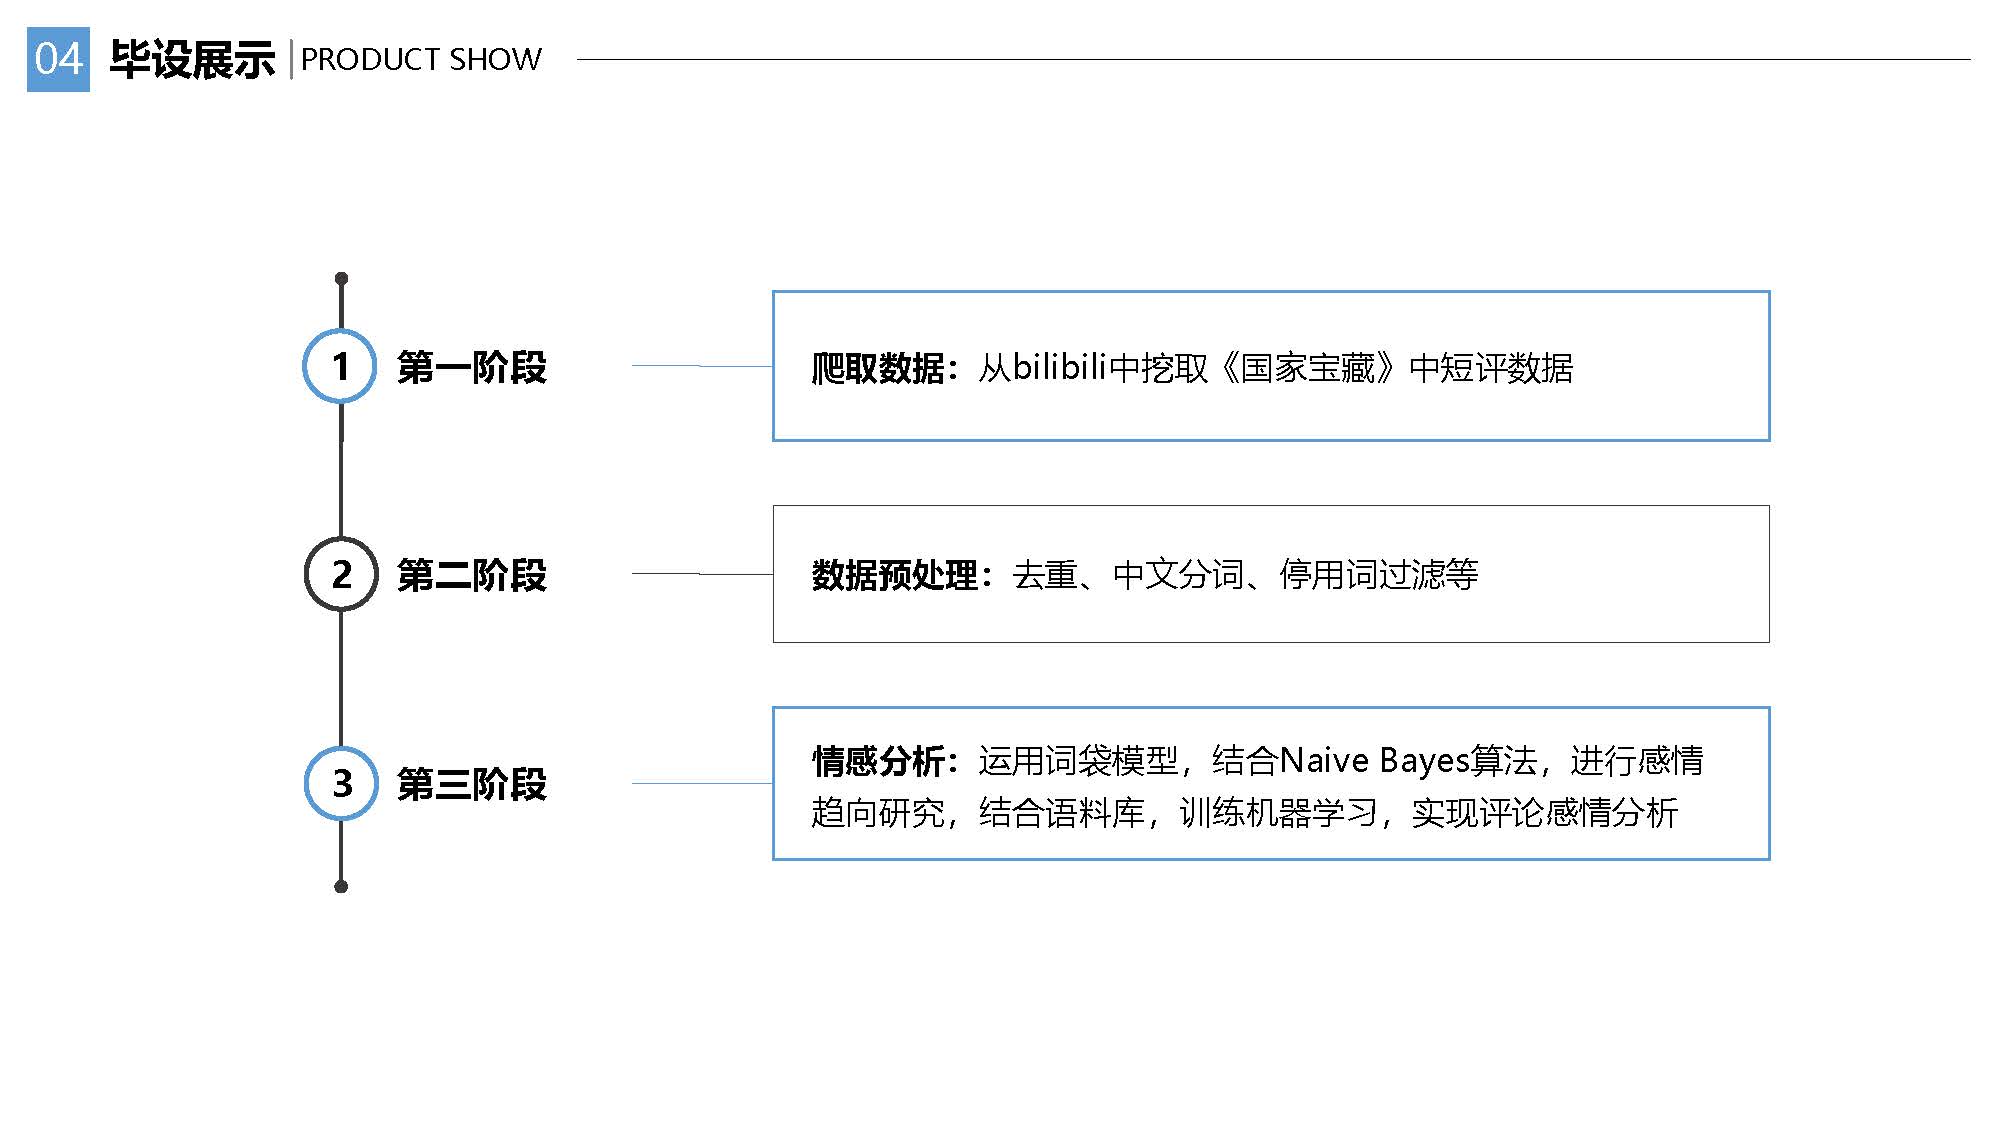 04 毕设展示 PRODUCT SHOW
1 第一阶段
爬取数据：从bilibili中挖取《国家宝藏》中短评数据
2 第二阶段
数据预处理：去重、中文分词、停用词过滤等
3 第三阶段
情感分析：运用词袋模型，结合Naive Bayes算法，进行感情
趋向研究，结合语料库，训练机器学习，实现评论感情分析